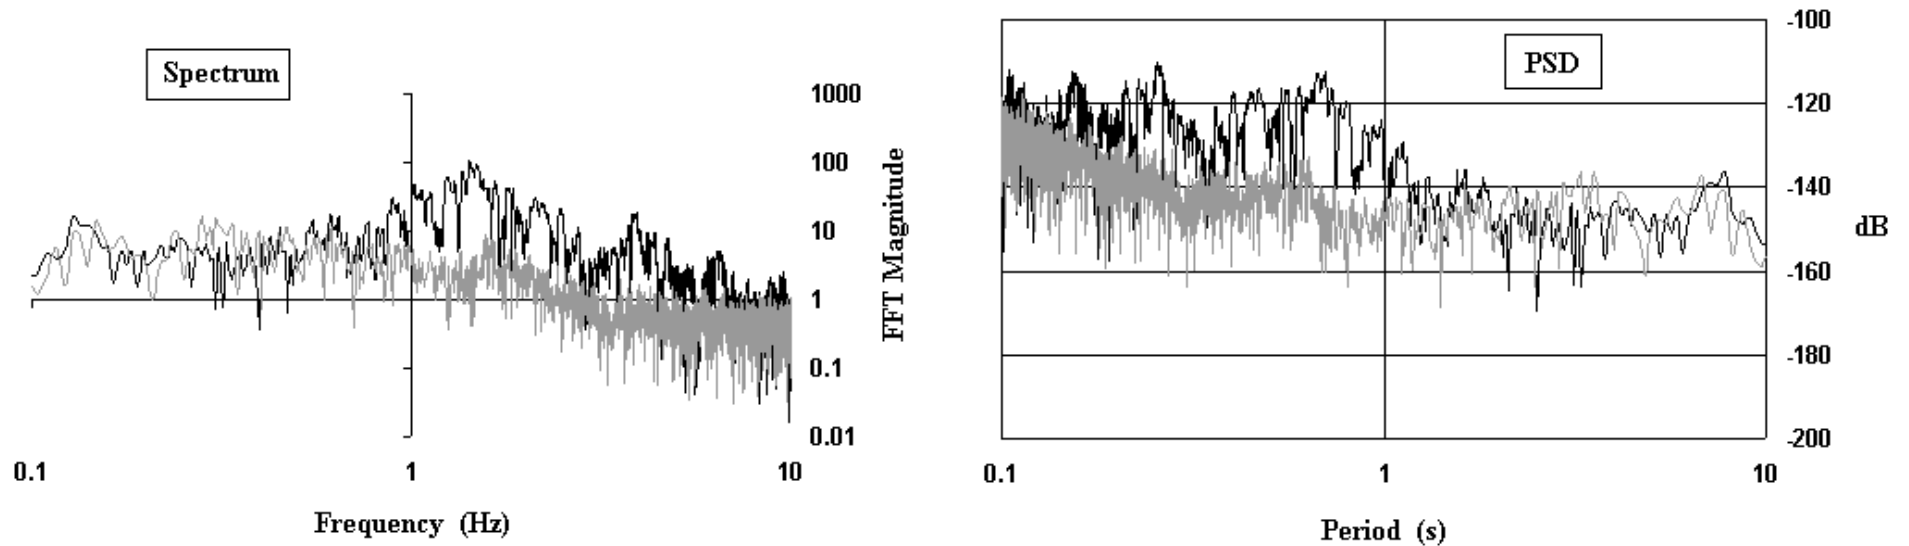 Spectrum
1000
100
10
1
0.1
0.01
FFT Magnitude
0.1 1 10
Frequency (Hz)
PSD
-100
-120
-140
-160
-180
-200
dB
0.1 1 10
Period (s)